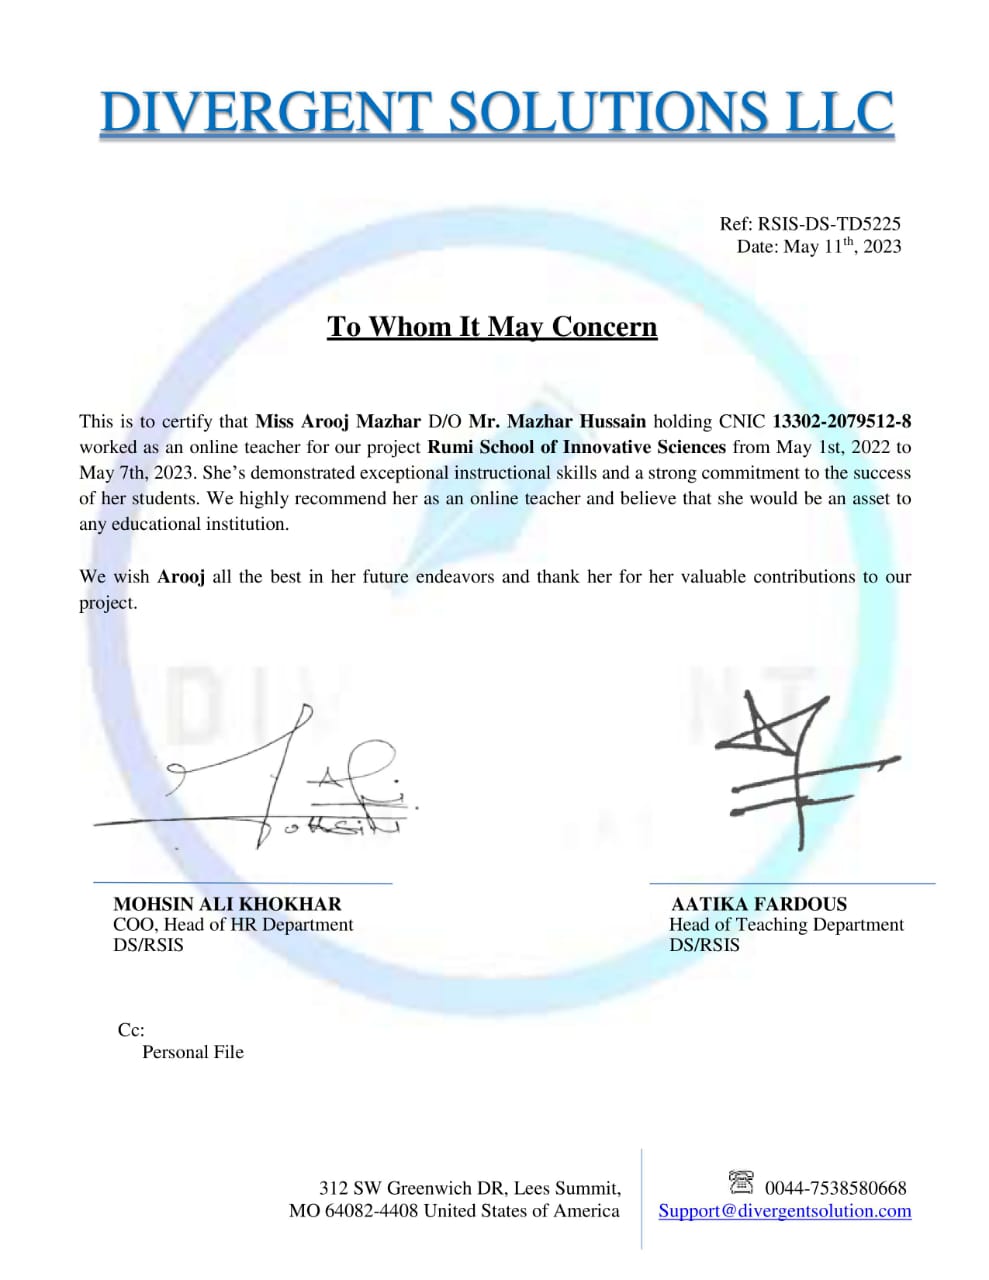 DIVERGENT SOLUTIONS LLC
Ref: RSIS-DS-TD5225
Date: May 11th, 2023
To Whom It May Concern
This is to certify that Miss Arooj Mazhar D/O Mr. Mazhar Hussain holding CNIC 13302-2079512-8
worked as an online teacher for our project Rumi School of Innovative Sciences from May 1st, 2022 to
May 7th, 2023. She’s demonstrated exceptional instructional skills and a strong commitment to the success
of her students. We highly recommend her as an online teacher and believe that she would be an asset to
any educational institution.
We wish Arooj all the best in her future endeavors and thank her for her valuable contributions to our
project.
MOHSIN ALI KHOKHAR
COO, Head of HR Department
DS/RSIS
AATIKA FARDOUS
Head of Teaching Department
DS/RSIS
Cc:
Personal File
312 SW Greenwich DR, Lees Summit,
MO 64082-4408 United States of America
0044-7538580668
Support@divergentsolution.com